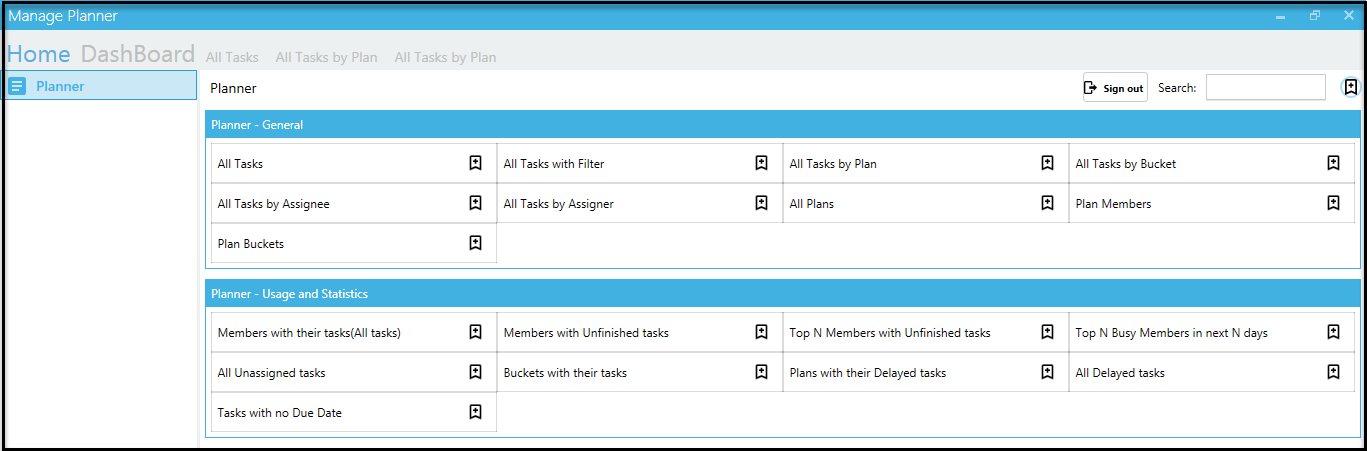 Manage Planner
Home DashBoard All Tasks All Tasks by Plan All Tasks by Plan
Planner
Planner Sign out Search:
Planner - General
All Tasks All Tasks with Filter All Tasks by Plan All Tasks by Bucket
All Tasks by Assignee All Tasks by Assigner All Plans Plan Members
Plan Buckets
Planner - Usage and Statistics
Members with their tasks(All tasks) Members with Unfinished tasks Top N Members with Unfinished tasks Top N Busy Members in next N days
All Unassigned tasks Buckets with their tasks Plans with their Delayed tasks All Delayed tasks
Tasks with no Due Date